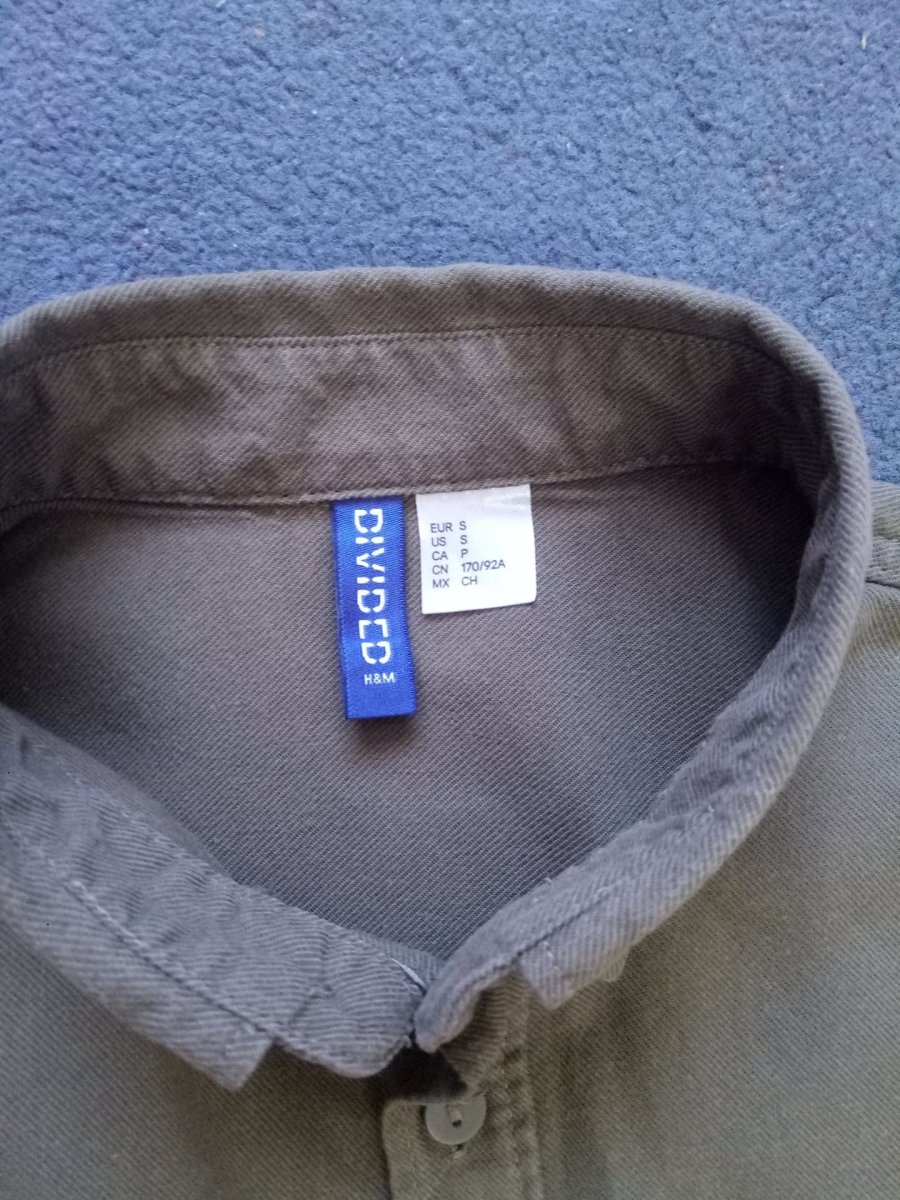 DIVIDED
H&M
EUR S
US S
CA P
CN 170/92A
MX CH